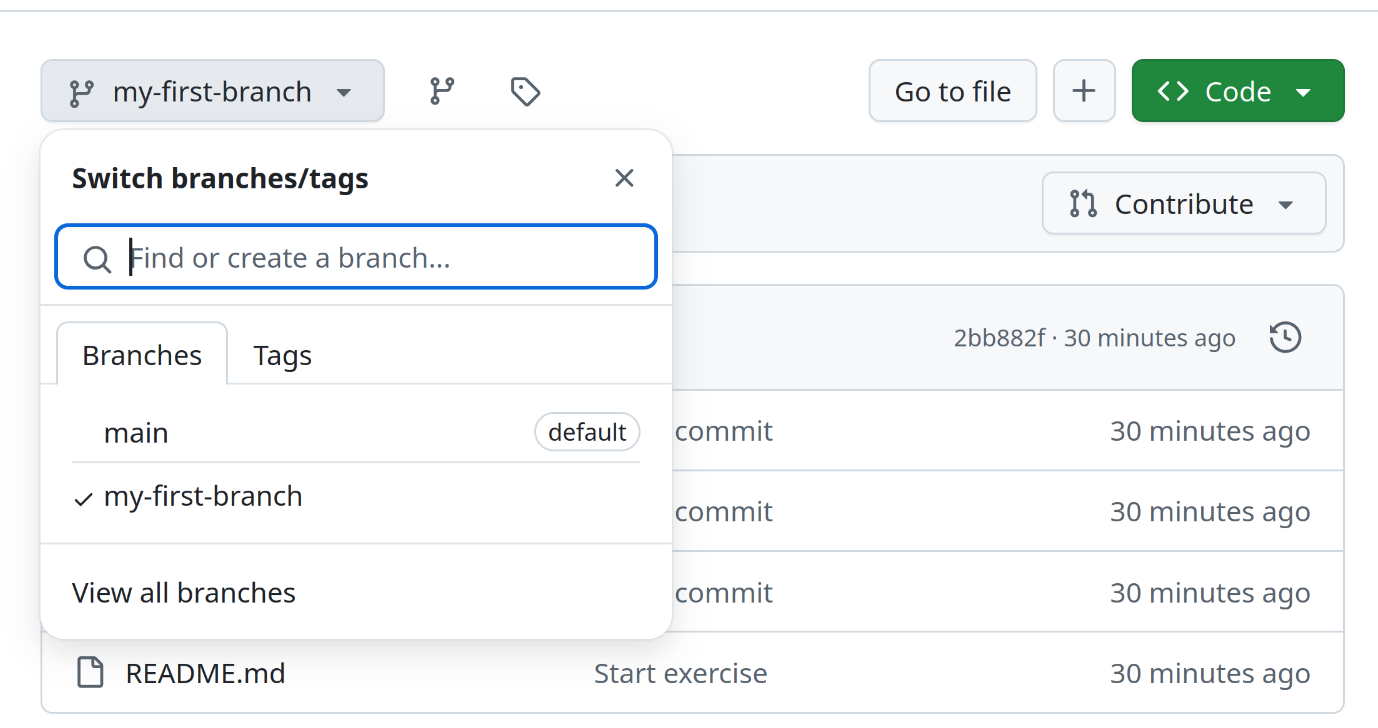 my-first-branch
Go to file
Code
Switch branches/tags
Find or create a branch...
Contribute
Branches
Tags
2bb882f · 30 minutes ago
main
default
commit
30 minutes ago
my-first-branch
commit
30 minutes ago
View all branches
commit
30 minutes ago
README.md
Start exercise
30 minutes ago